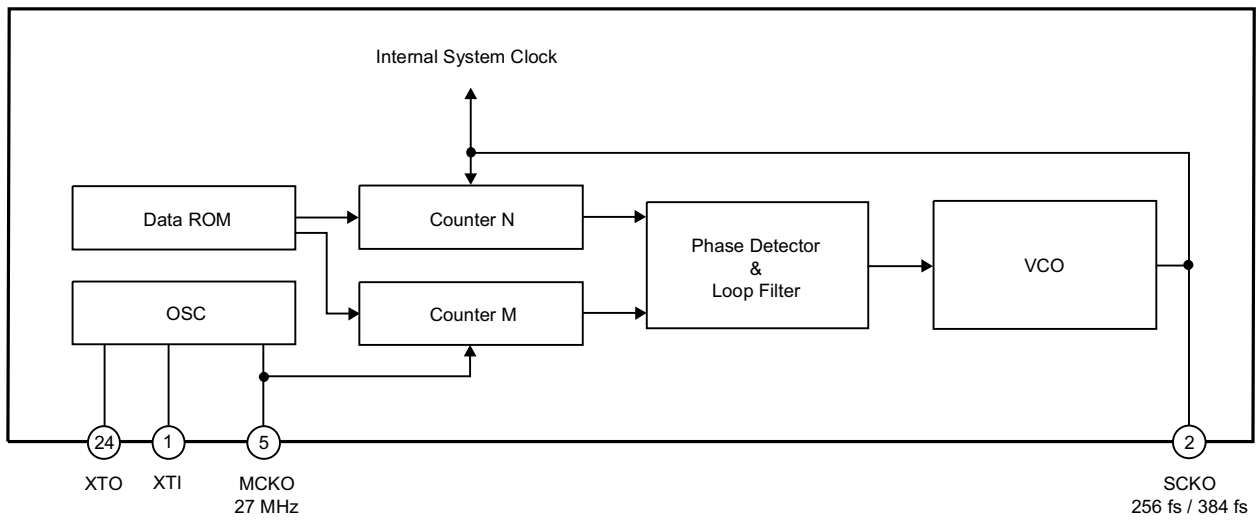 Internal System Clock
Data ROM
Counter N
Phase Detector
&
Loop Filter
VCO
OSC
Counter M
24
1
5
2
XTO
XTI
MCKO
27 MHz
SCKO
256 fs / 384 fs